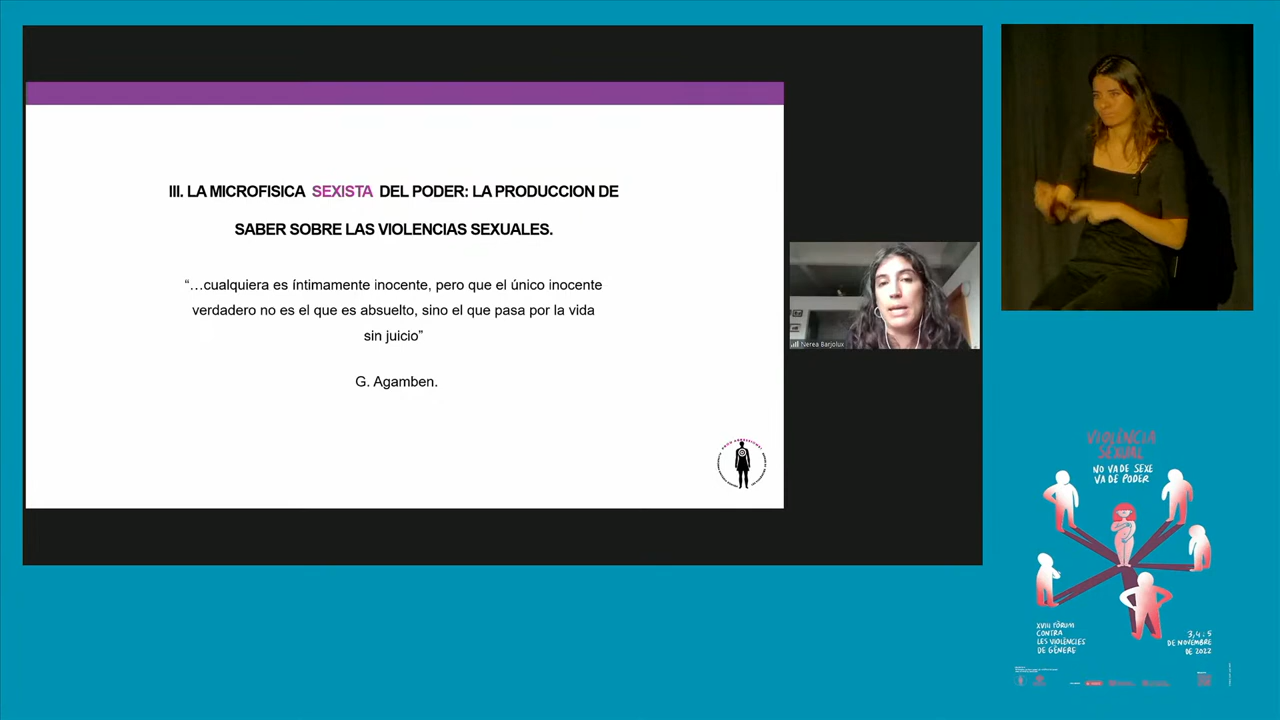 III. LA MICROFISICA SEXISTA DEL PODER: LA PRODUCCION DE
SABER SOBRE LAS VIOLENCIAS SEXUALES.
“…cualquiera es íntimamente inocente, pero que el único inocente
verdadero no es el que es absuelto, sino el que pasa por la vida
sin juicio”
G. Agamben.
Nerea Barjolux
VIOLÈNCIA
SEXUAL
NO VA DE SEXE
VA DE PODER
XVIII FÒRUM
CONTRA
LES VIOLÈNCIES
DE GÈNERE
3, 4 i 5
DE NOVEMBRE
DE 2022